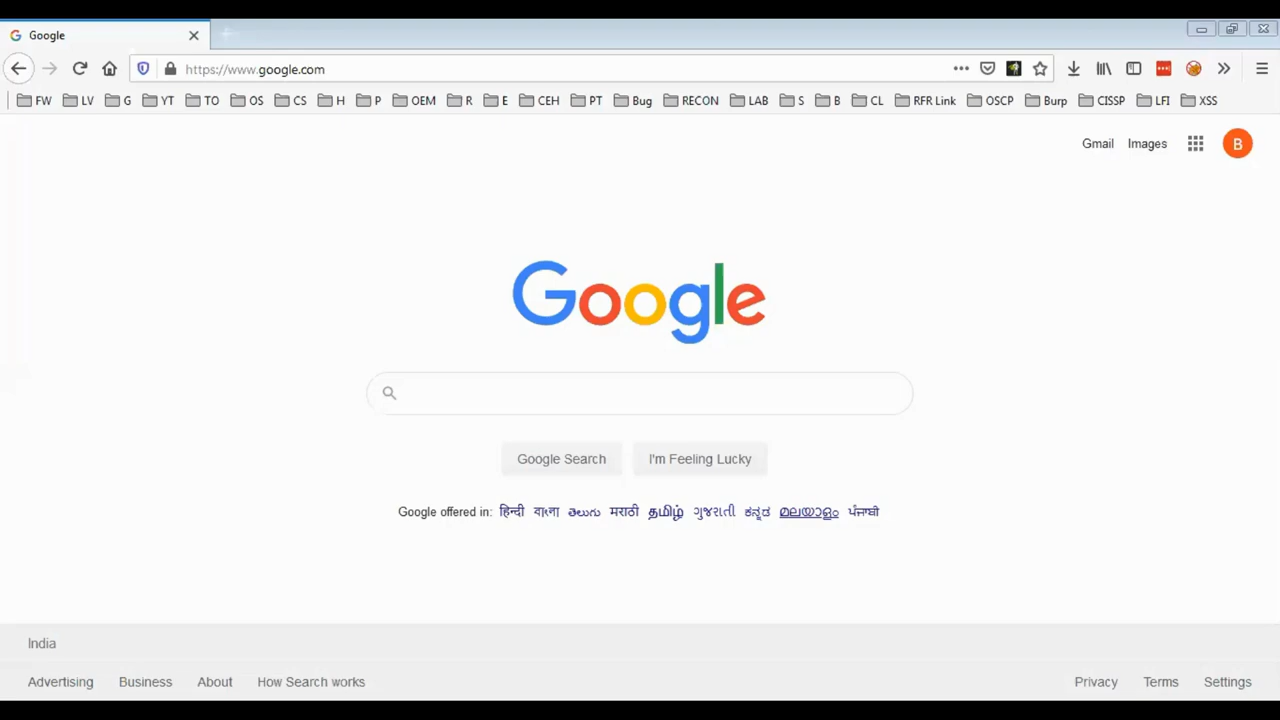 Google
https://www.google.com
FW LV G YT TO OS CS H P OEM R E CEH PT Bug RECON LAB S B CL RFR Link OSCP Burp CISSP LFI XSS
Gmail Images B
Google
Google Search I'm Feeling Lucky
Google offered in: हिन्दी বাংলা తెలుగు मराठी தமிழ் ગુજરાતી ಕನ್ನಡ മലയാളം ਪੰਜਾਬੀ
India
Advertising Business About How Search works Privacy Terms Settings